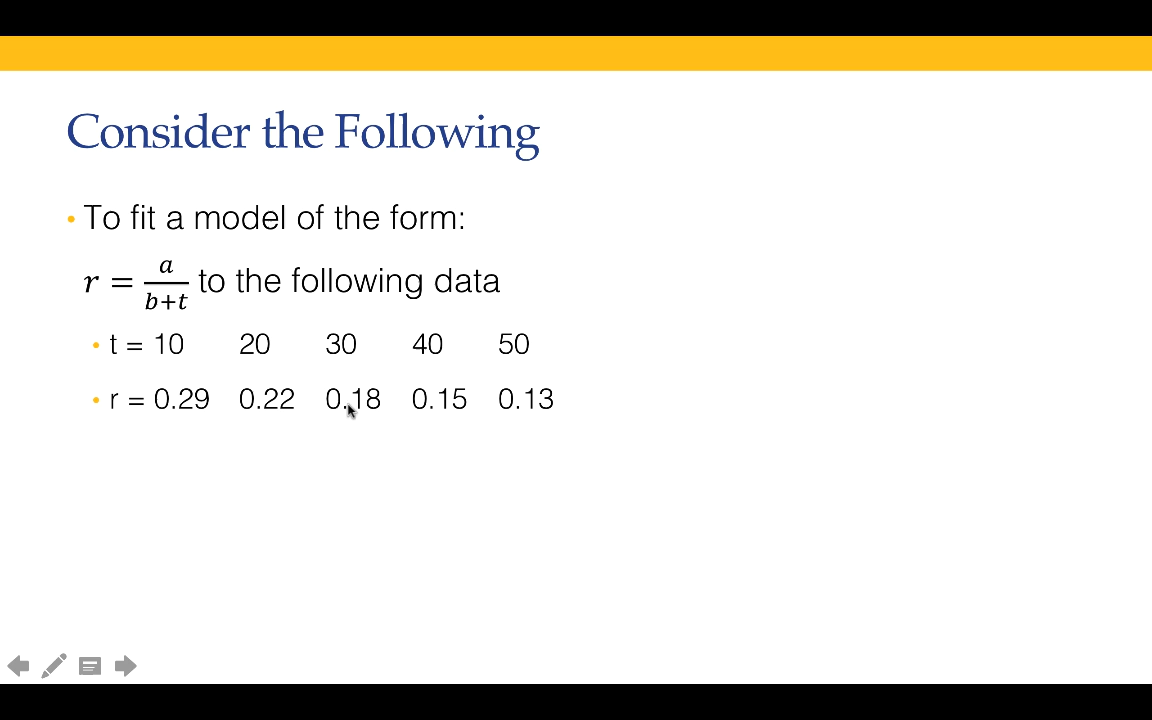 Consider the Following
• To fit a model of the form:
r = a/(b+t) to the following data
• t = 10 20 30 40 50
• r = 0.29 0.22 0.18 0.15 0.13